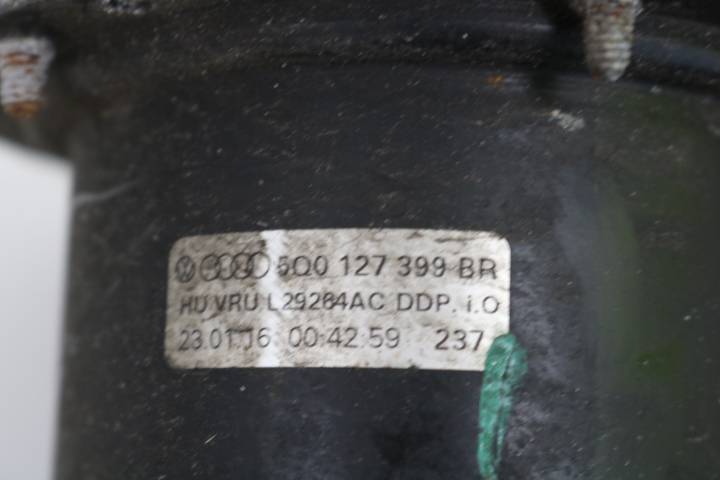 5Q0 127 399 BR
HU VRU L29264AC DDP. i.O
23.01.16 00:42:59 237